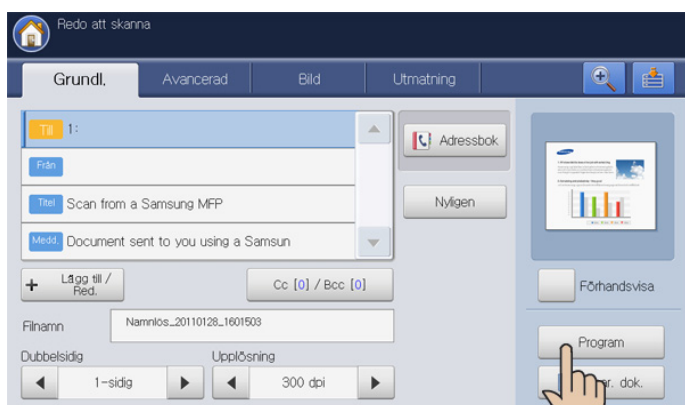 Redo att skanna
Grundl.
Avancerad
Bild
Utmatning
Till 1:
Från
Titel Scan from a Samsung MFP
Medd. Document sent to you using a Samsun
Adressbok
Nyligen
+ Lägg till /
Red.
Cc [0] / Bcc [0]
Förhandsvisa
Filnamn Namnlös_20110128_1601503
Dubbelsidig
Upplösning
1-sidig
300 dpi
Program
dok.